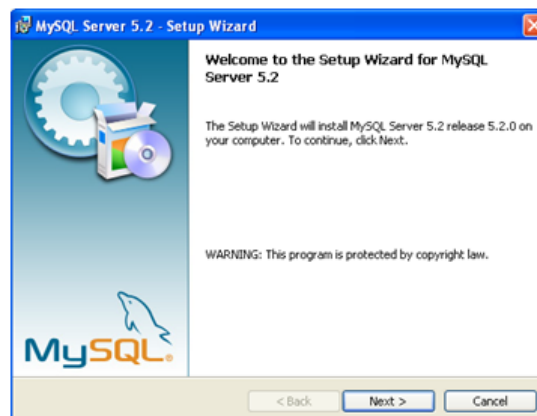 MySQL Server 5.2 - Setup Wizard
Welcome to the Setup Wizard for MySQL
Server 5.2
The Setup Wizard will install MySQL Server 5.2 release 5.2.0 on
your computer. To continue, click Next.
WARNING: This program is protected by copyright law.
MySQL.
< Back
Next >
Cancel